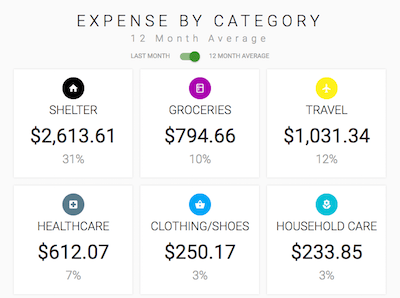 EXPENSE BY CATEGORY
12 Month Average
LAST MONTH 12 MONTH AVERAGE
SHELTER GROCERIES TRAVEL
$2,613.61 $794.66 $1,031.34
31% 10% 12%
HEALTHCARE CLOTHING/SHOES HOUSEHOLD CARE
$612.07 $250.17 $233.85
7% 3% 3%